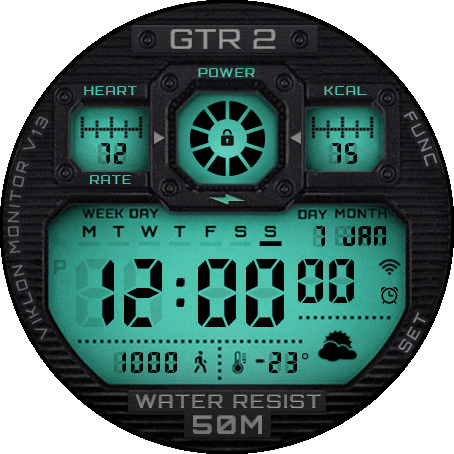 GTR 2
POWER
HEART
KCAL
72
75
RATE
VIKLON MONITOR V13
FUNC
WEEK DAY
DAY MONTH
M T W T F S S
7 JAN
P
12:00 00
SET
1000
-23°
WATER RESIST
50M